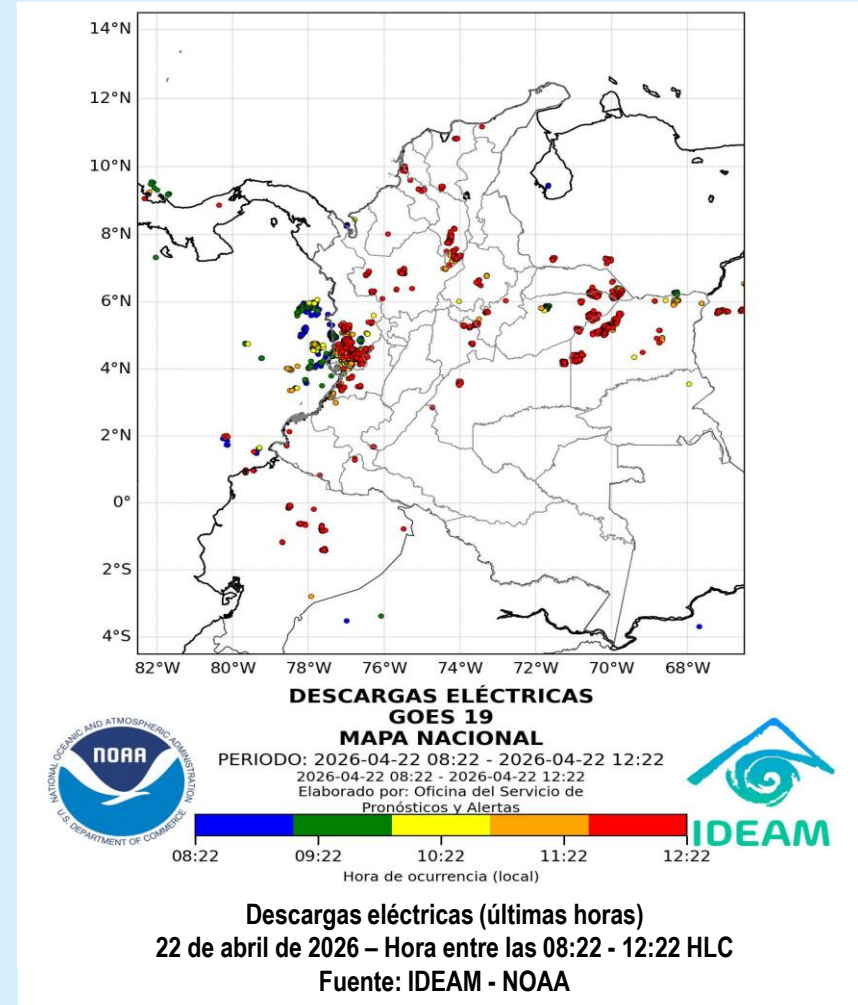 14°N
12°N
10°N
8°N
6°N
4°N
2°N
0°
2°S
4°S
82°W 80°W 78°W 76°W 74°W 72°W 70°W 68°W
DESCARGAS ELÉCTRICAS
GOES 19
MAPA NACIONAL
PERIODO: 2026-04-22 08:22 - 2026-04-22 12:22
2026-04-22 08:22 - 2026-04-22 12:22
Elaborado por: Oficina del Servicio de
Pronósticos y Alertas
NATIONAL OCEANIC AND ATMOSPHERIC ADMINISTRATION
NOAA
U.S. DEPARTMENT OF COMMERCE
IDEAM
08:22 09:22 10:22 11:22 12:22
Hora de ocurrencia (local)
Descargas eléctricas (últimas horas)
22 de abril de 2026 – Hora entre las 08:22 - 12:22 HLC
Fuente: IDEAM - NOAA